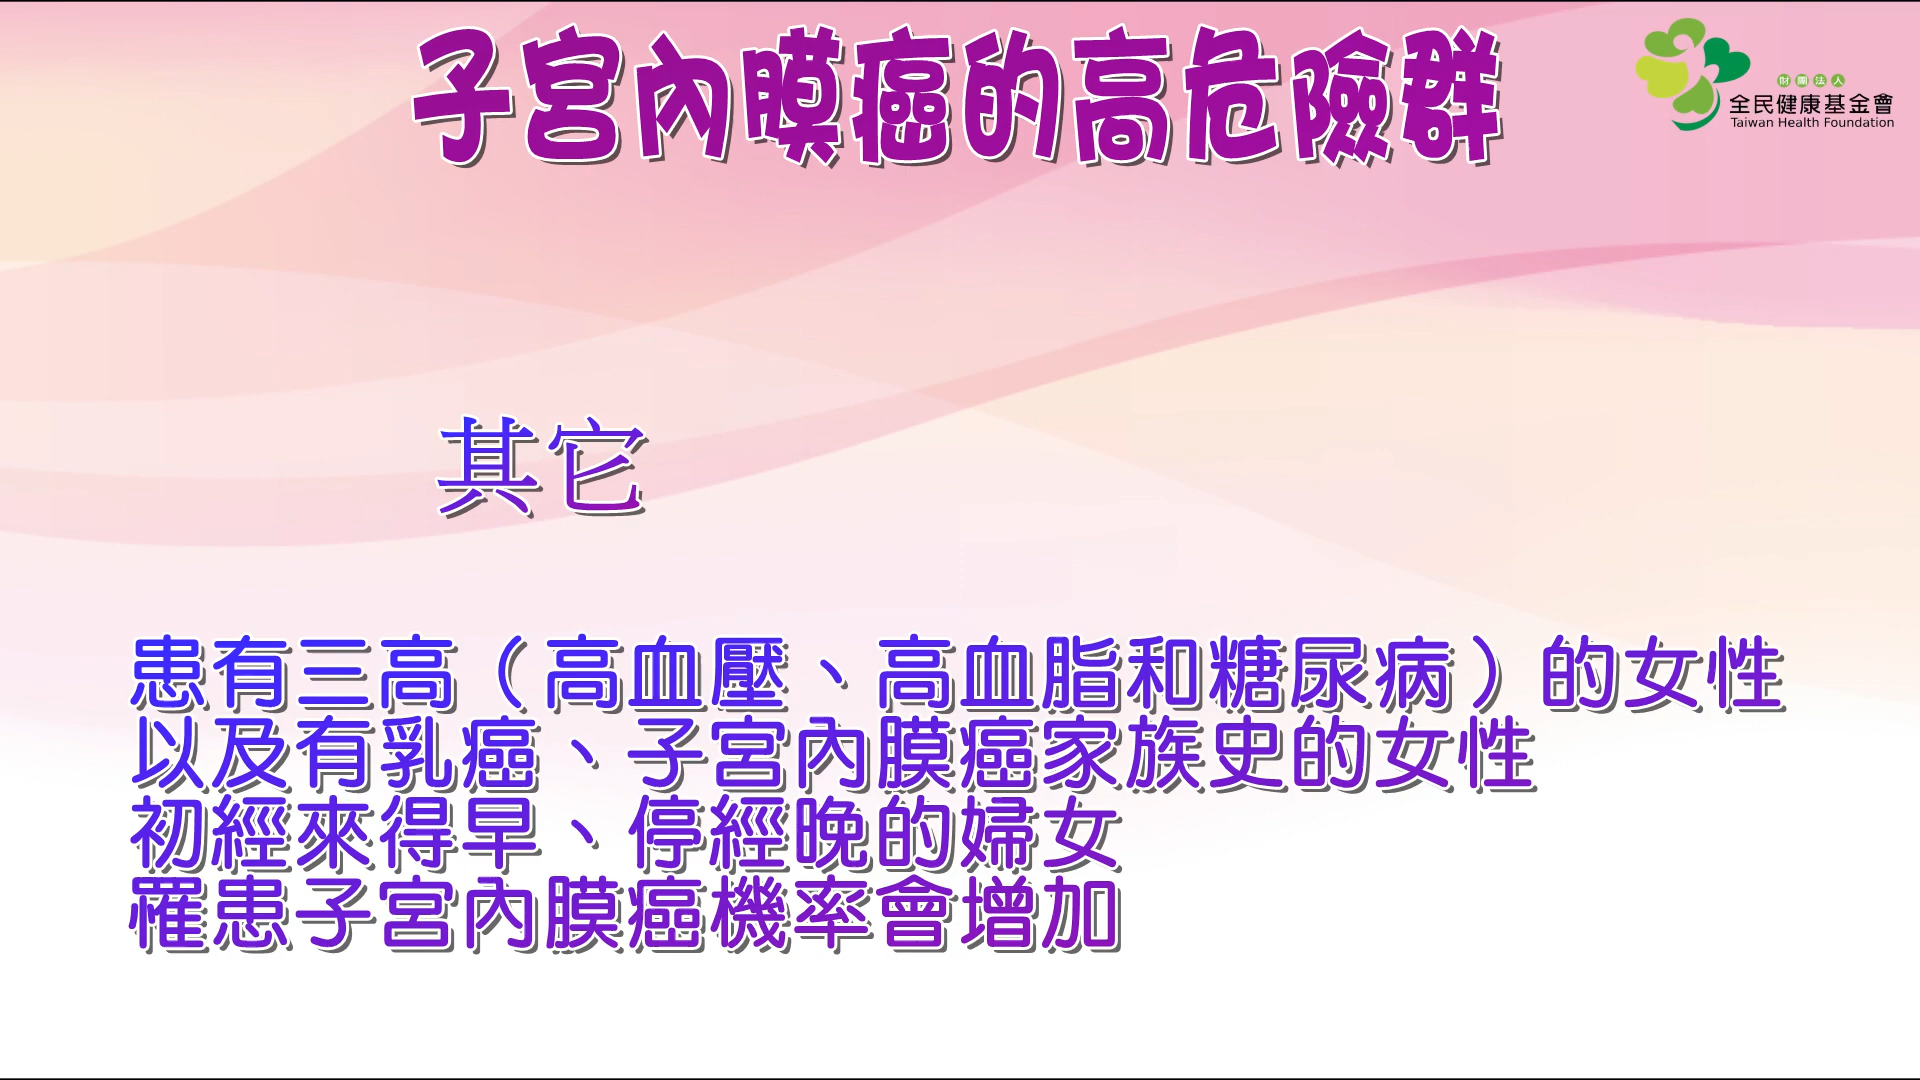 子宮內膜癌的高危險群
財團法人
全民健康基金會
Taiwan Health Foundation
其它
患有三高（高血壓、高血脂和糖尿病）的女性
以及有乳癌、子宮內膜癌家族史的女性
初經來得早、停經晚的婦女
罹患子宮內膜癌機率會增加